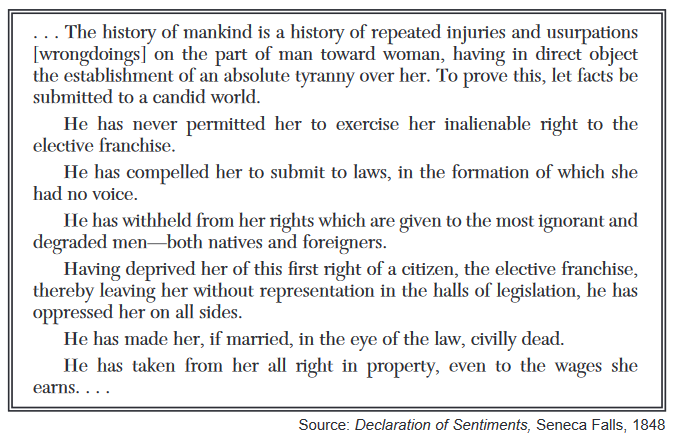 . . . The history of mankind is a history of repeated injuries and usurpations
[wrongdoings] on the part of man toward woman, having in direct object
the establishment of an absolute tyranny over her. To prove this, let facts be
submitted to a candid world.
He has never permitted her to exercise her inalienable right to the
elective franchise.
He has compelled her to submit to laws, in the formation of which she
had no voice.
He has withheld from her rights which are given to the most ignorant and
degraded men—both natives and foreigners.
Having deprived her of this first right of a citizen, the elective franchise,
thereby leaving her without representation in the halls of legislation, he has
oppressed her on all sides.
He has made her, if married, in the eye of the law, civilly dead.
He has taken from her all right in property, even to the wages she
earns. . . .
Source: Declaration of Sentiments, Seneca Falls, 1848